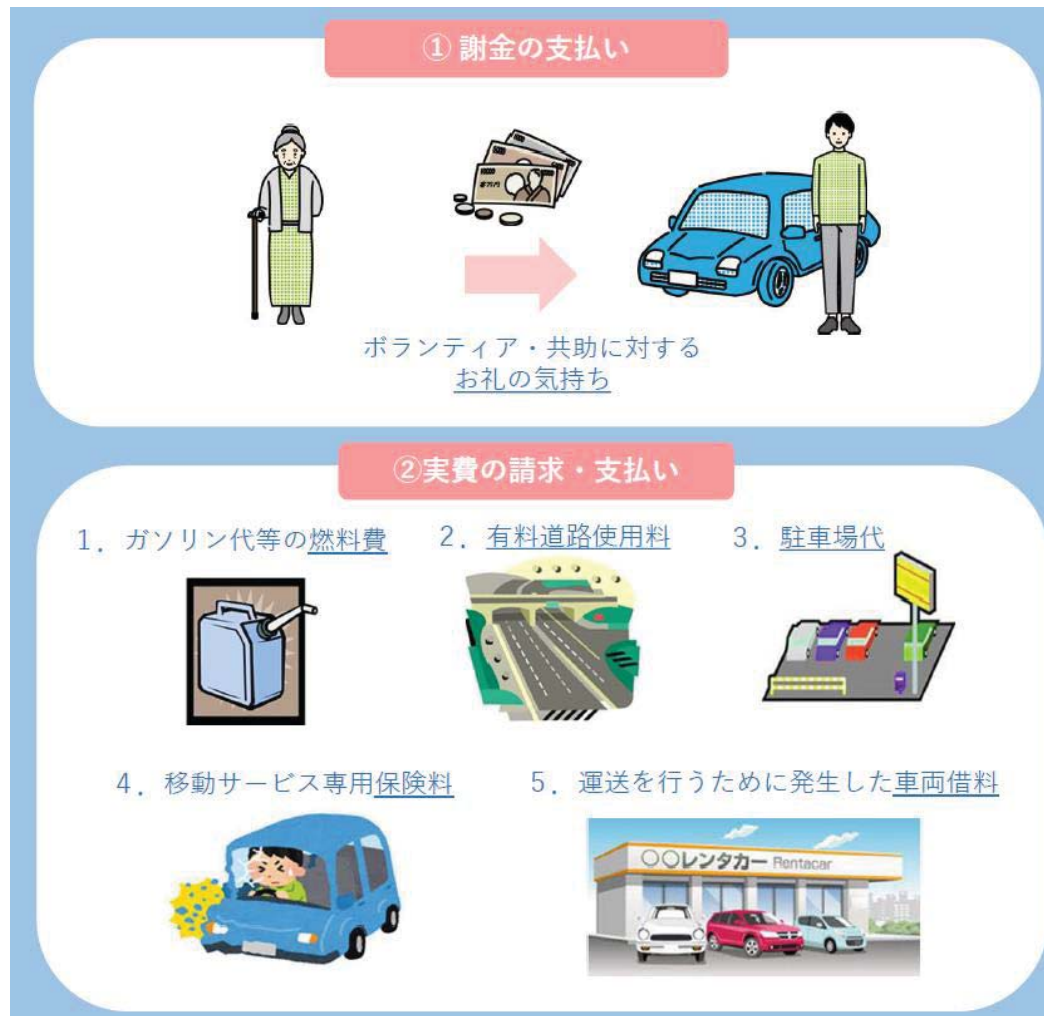 ① 謝金の支払い
ボランティア・共助に対する
お礼の気持ち
②実費の請求・支払い
1．ガソリン代等の燃料費
2．有料道路使用料
3．駐車場代
4．移動サービス専用保険料
5．運送を行うために発生した車両借料
〇〇レンタカー Rentacar